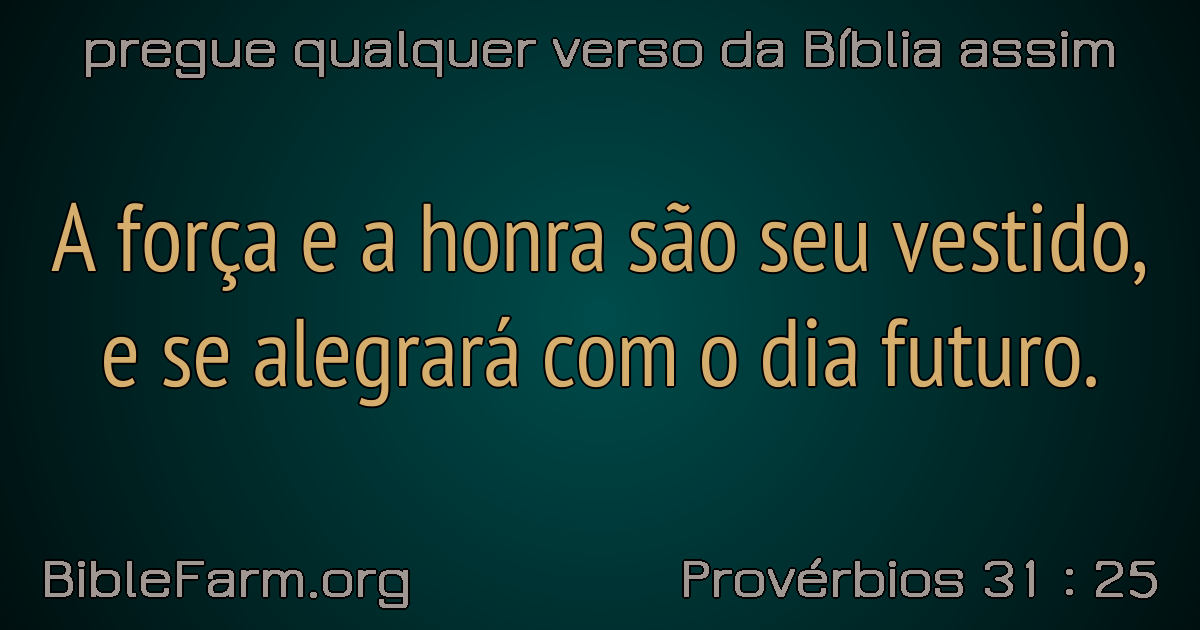 pregue qualquer verso da Bíblia assim
A força e a honra são seu vestido,
e se alegrará com o dia futuro.
BibleFarm.org
Provérbios 31 : 25